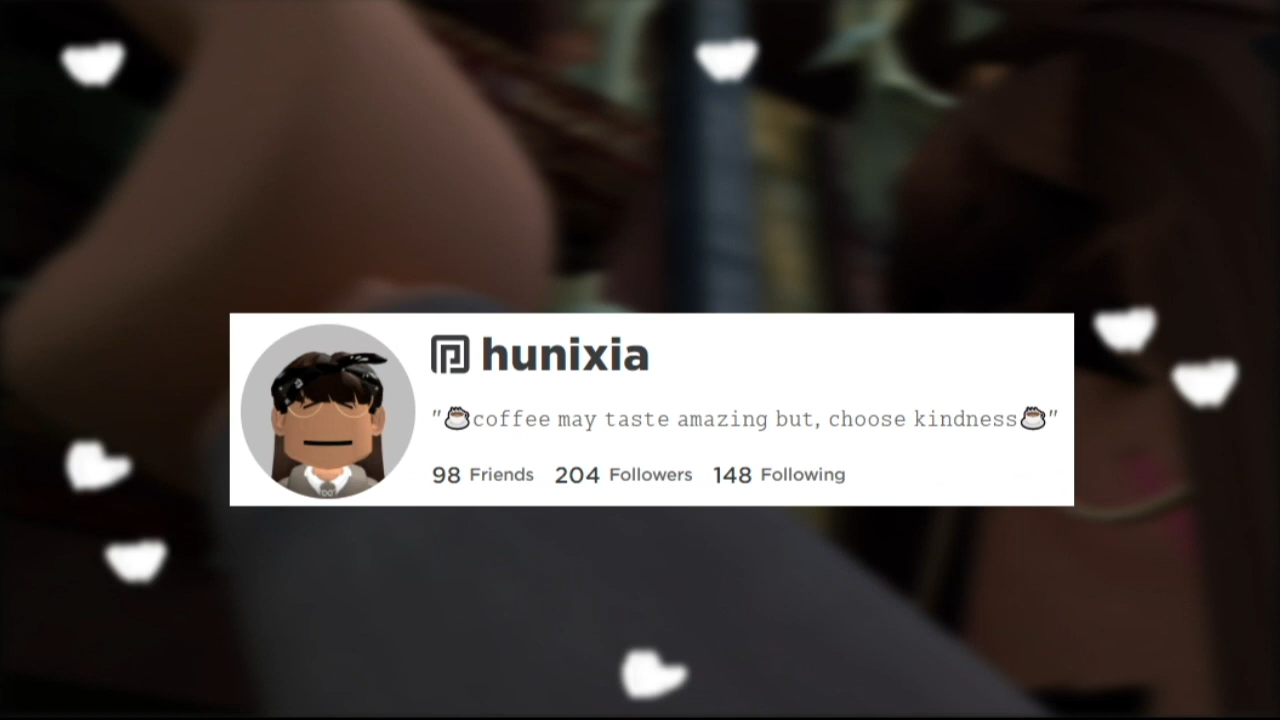 hunixia
"☕coffee may taste amazing but, choose kindness☕"
98 Friends 204 Followers 148 Following